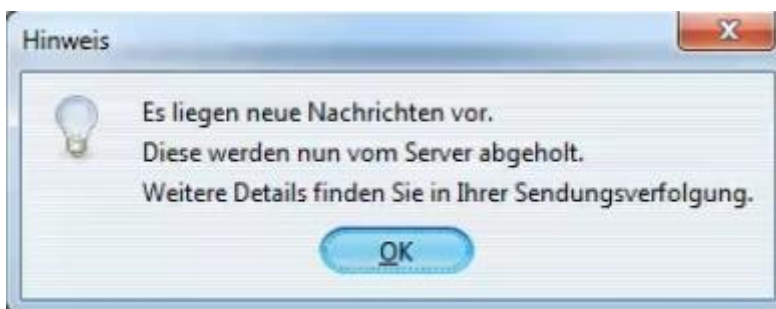 Hinweis
Es liegen neue Nachrichten vor.
Diese werden nun vom Server abgeholt.
Weitere Details finden Sie in Ihrer Sendungsverfolgung.
OK